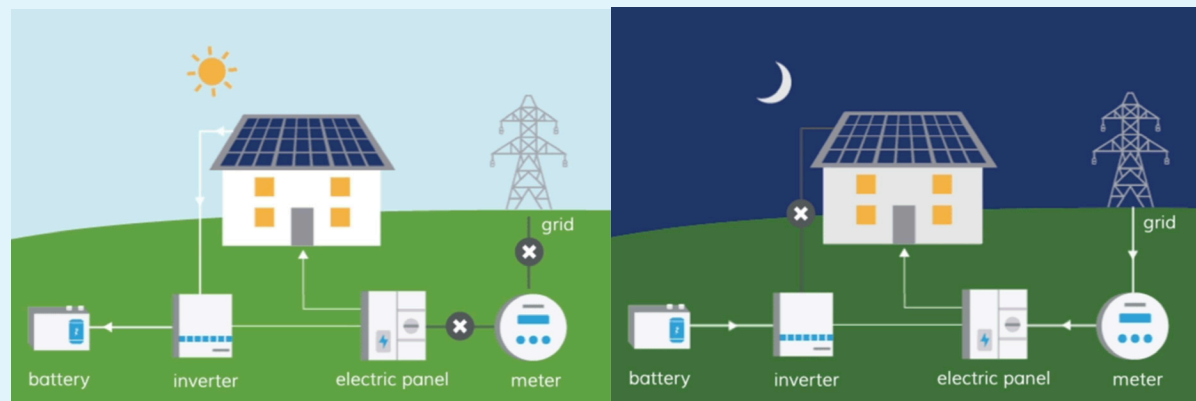 grid
battery
inverter
electric panel
meter
grid
battery
inverter
electric panel
meter